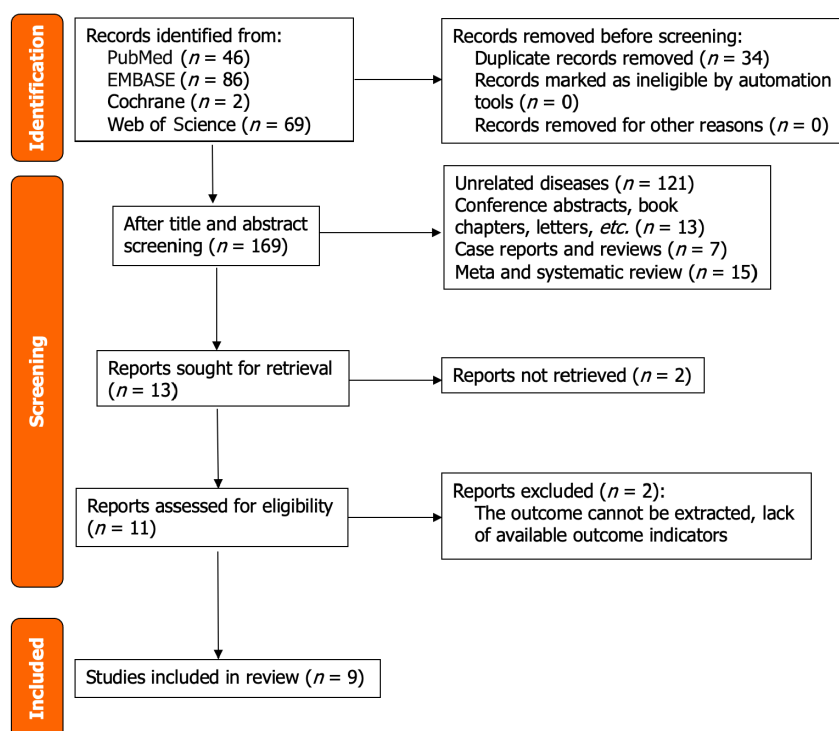 Identification
Records identified from:
PubMed (n = 46)
EMBASE (n = 86)
Cochrane (n = 2)
Web of Science (n = 69)
Records removed before screening:
Duplicate records removed (n = 34)
Records marked as ineligible by automation
tools (n = 0)
Records removed for other reasons (n = 0)
Screening
After title and abstract
screening (n = 169)
Unrelated diseases (n = 121)
Conference abstracts, book
chapters, letters, etc. (n = 13)
Case reports and reviews (n = 7)
Meta and systematic review (n = 15)
Reports sought for retrieval
(n = 13)
Reports not retrieved (n = 2)
Reports assessed for eligibility
(n = 11)
Reports excluded (n = 2):
The outcome cannot be extracted, lack
of available outcome indicators
Included
Studies included in review (n = 9)